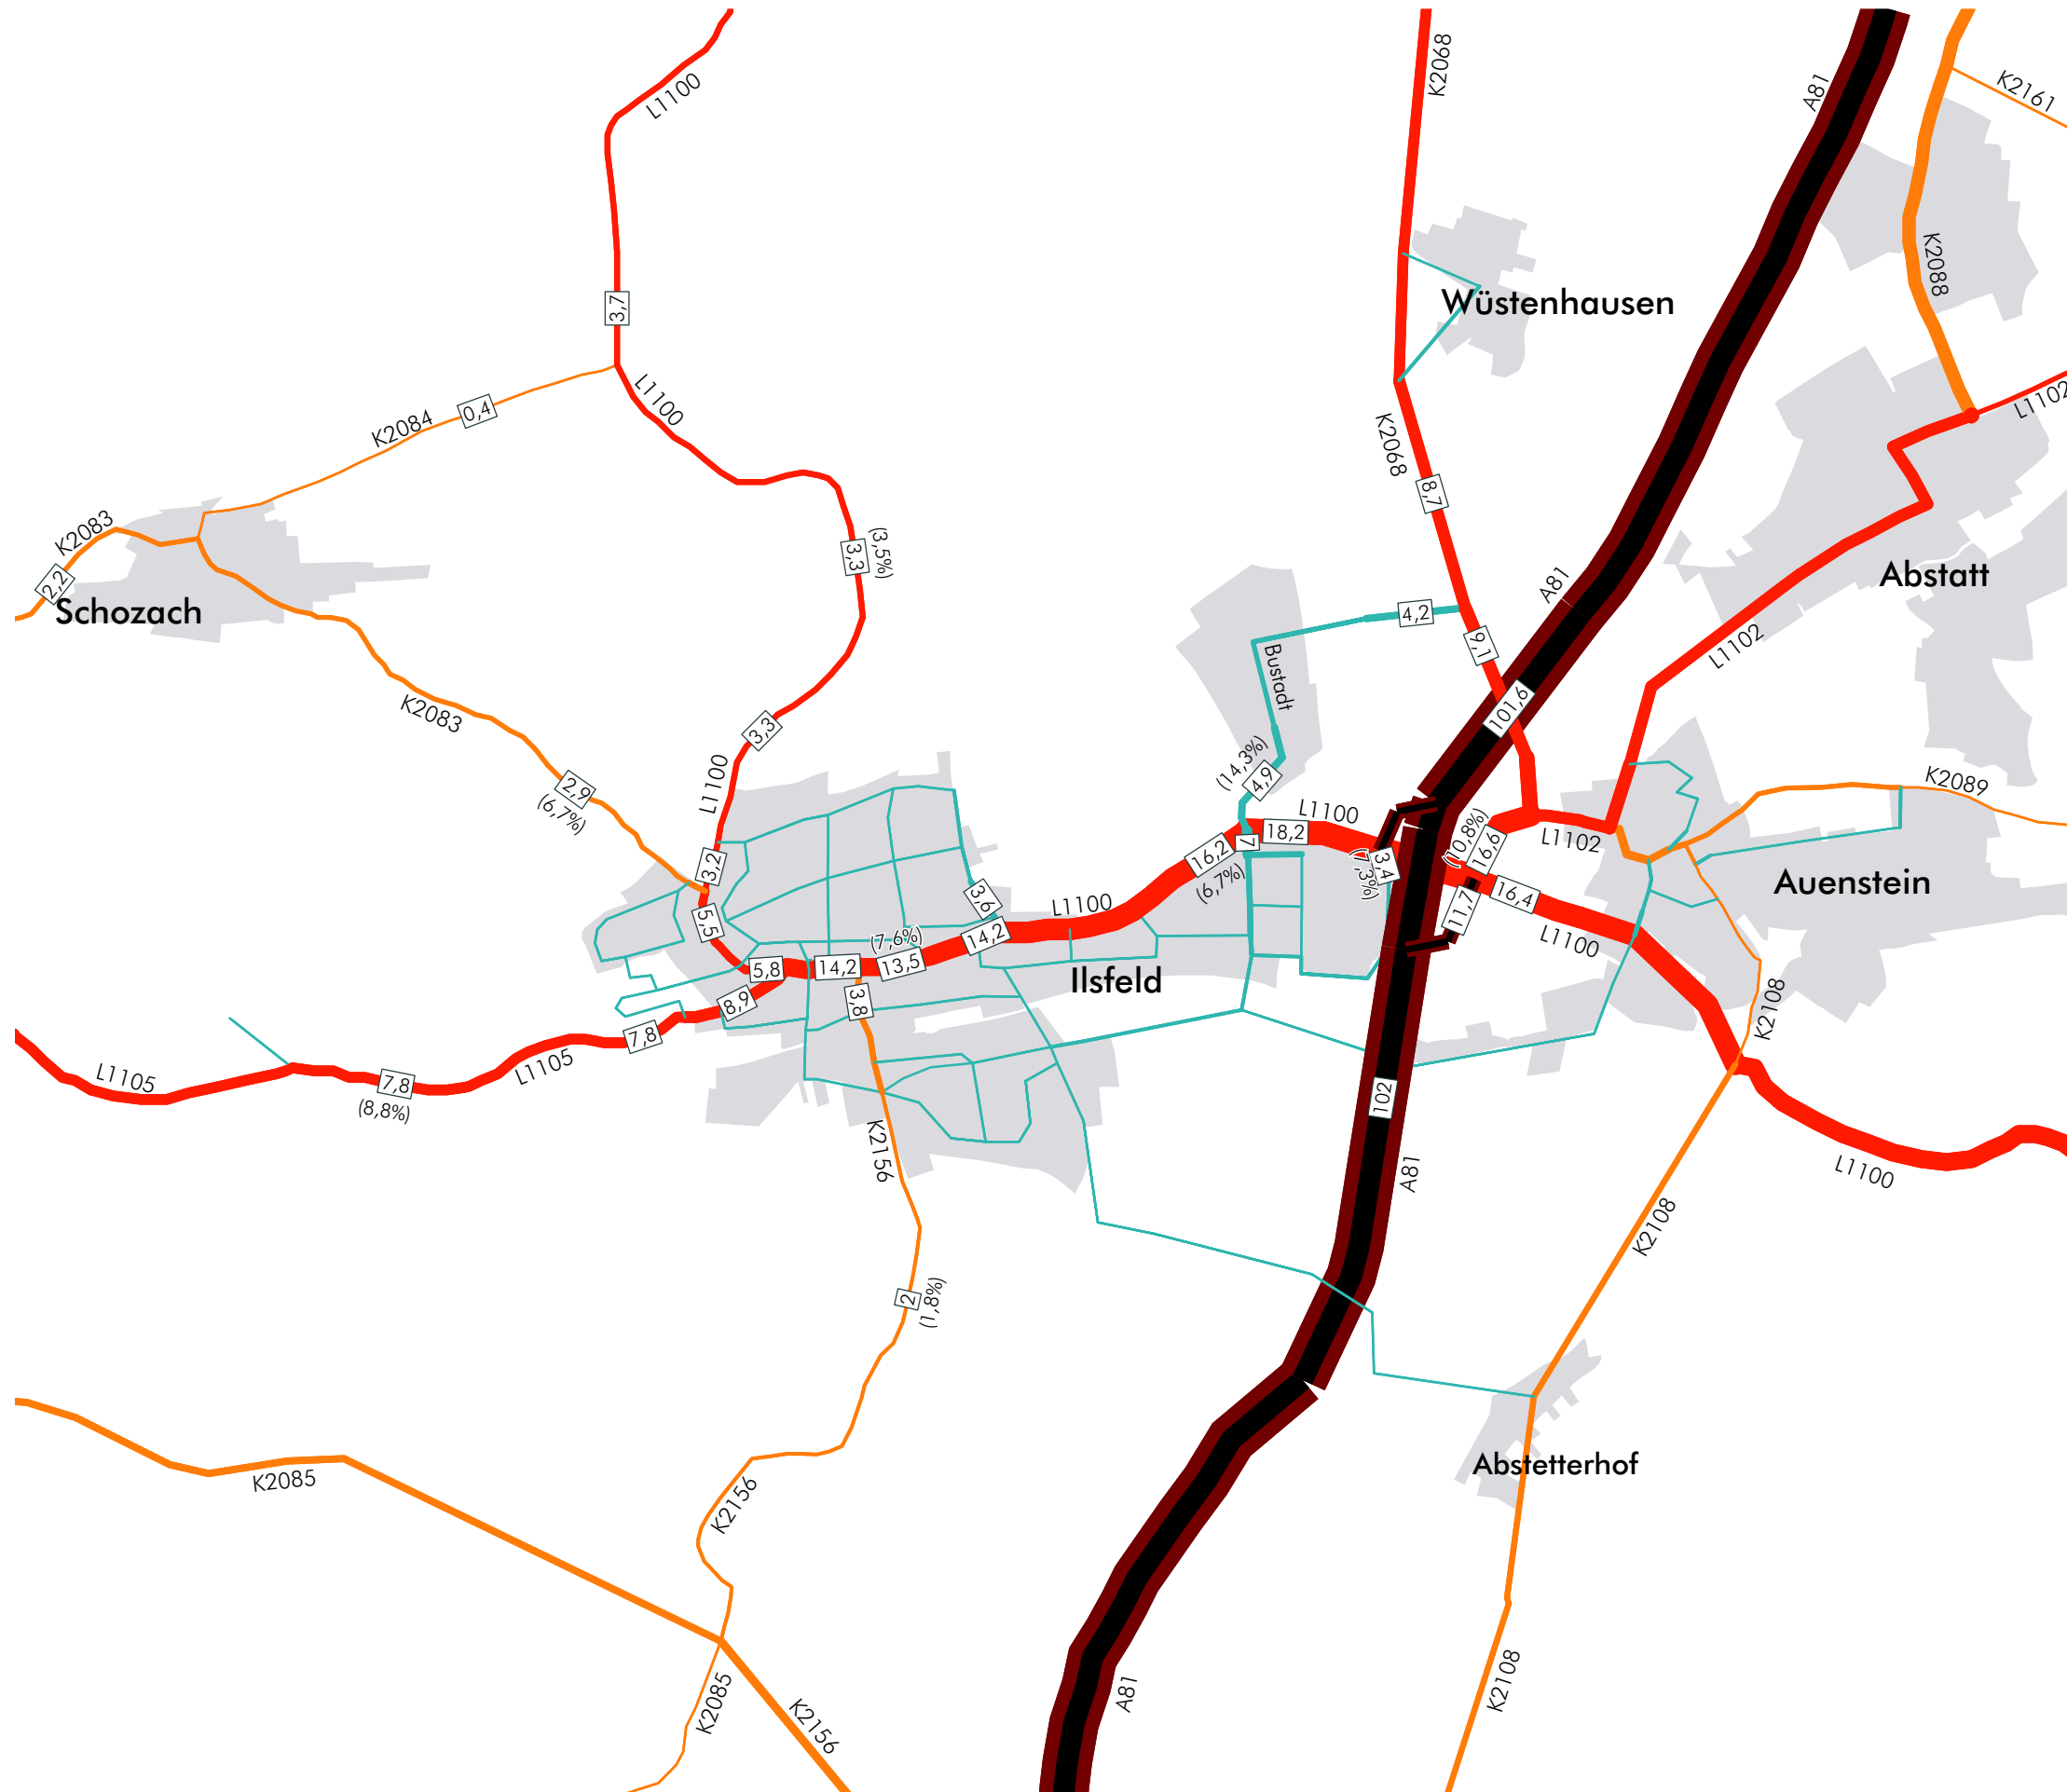 K2068
A81
K2161
L1100
K2088
Wüstenhausen
3,7
L1102
L1100
0,4
K2084
K2068
8,7
K2083
(3,5%)
3,3
2,2
Schozach
A81
Abstatt
4,2
9,1
L1102
Bustadt
K2083
101,6
3,3
(14,3%)
4,9
L1100
2,9
(6,7%)
K2089
L1100
18,2
7
(10,8%)
16,6
L1102
16,2
(6,7%)
3,2
3,4
(7,3%)
Auenstein
3,6
16,4
11,7
L1100
5,5
14,2
(7,6%)
L1100
13,5
5,8
14,2
Ilsfeld
8,9
3,8
K2108
7,8
L1105
L1105
7,8
(8,8%)
102
K2156
A81
L1100
K2108
2
(1,8%)
Abstetterhof
K2085
K2156
K2108
A81
K2085
K2156